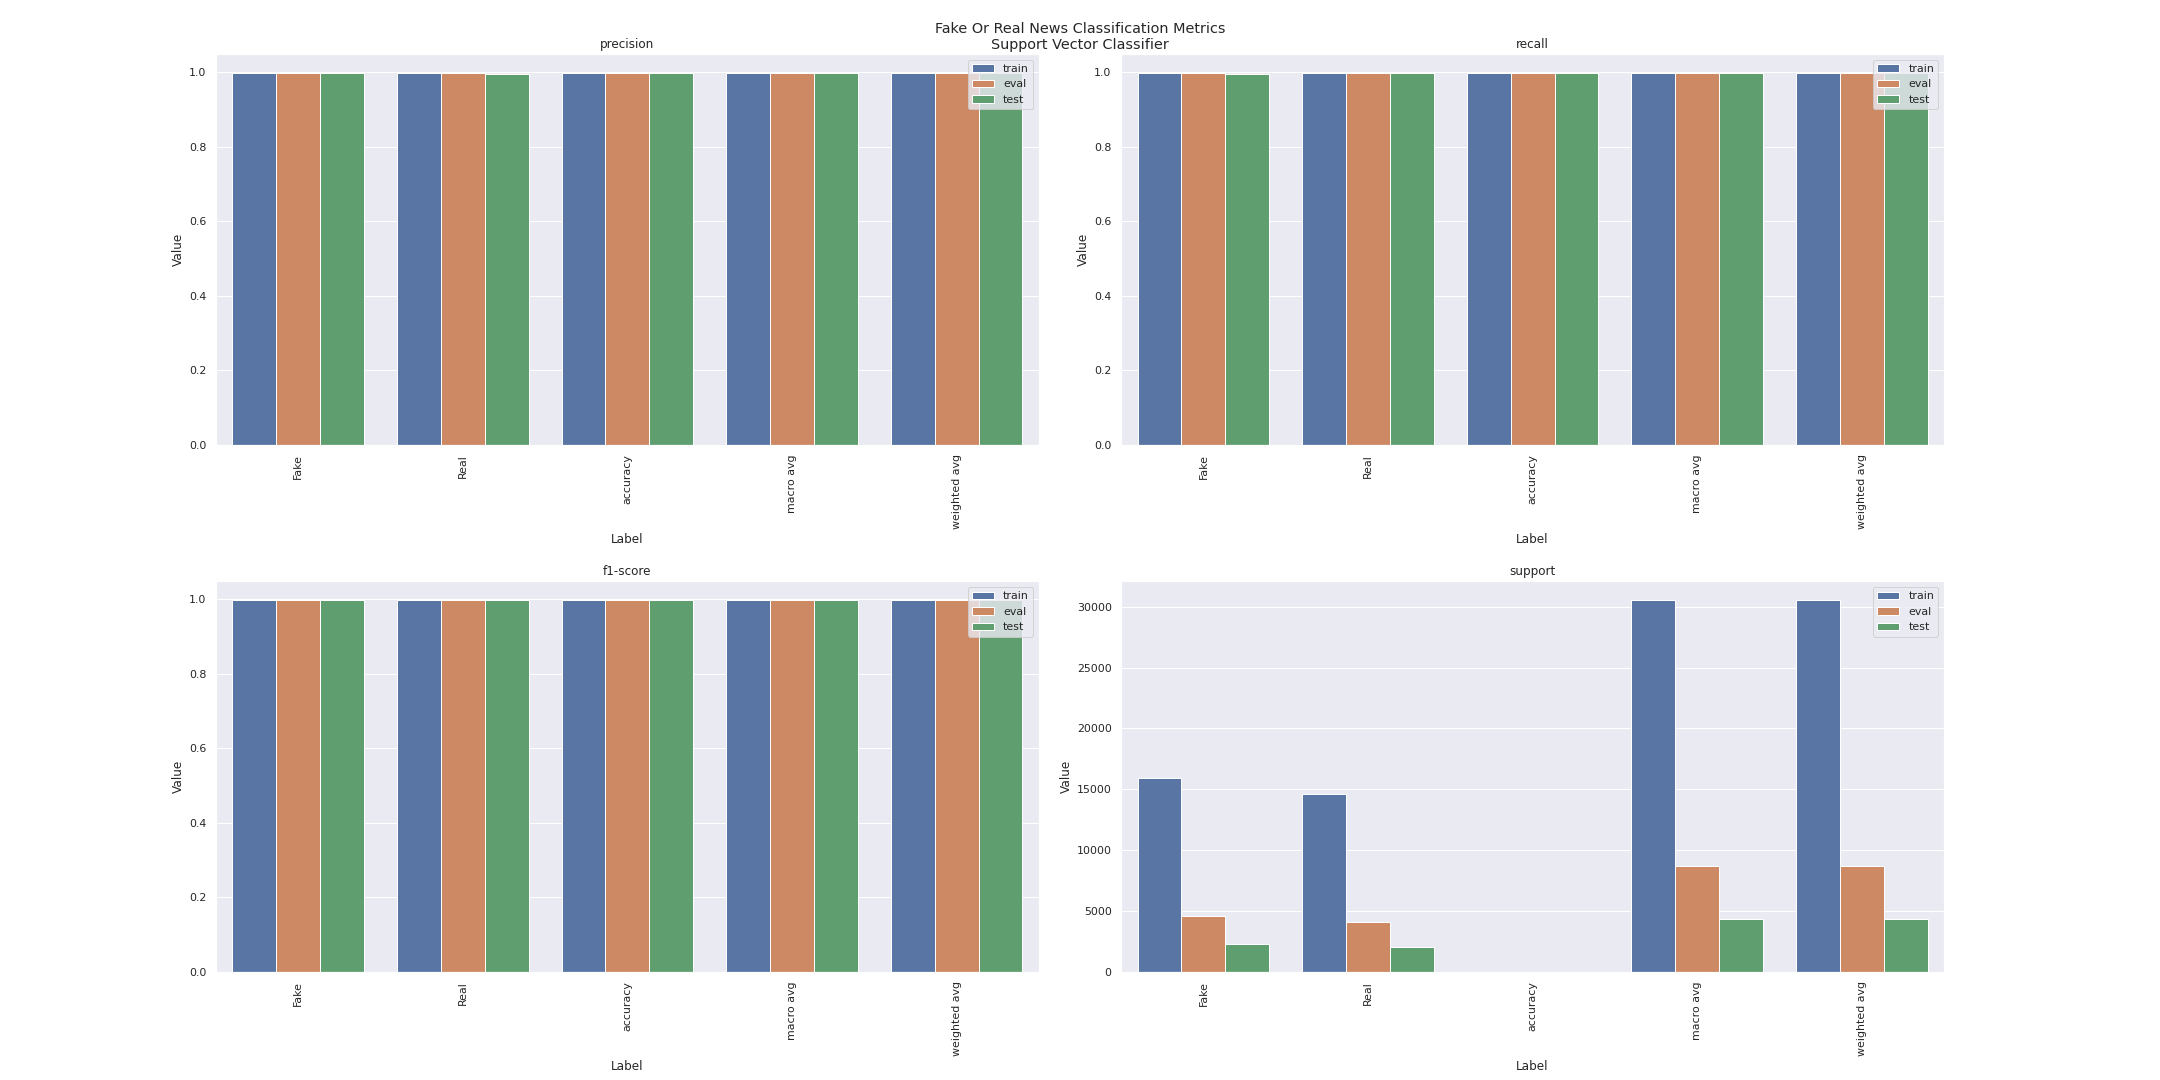 Fake Or Real News Classification Metrics
Support Vector Classifier
precision
1.0
0.8
0.6
0.4
0.2
0.0
Value
train
eval
test
Fake
Real
accuracy
macro avg
weighted avg
Label
recall
1.0
0.8
0.6
0.4
0.2
0.0
Value
train
eval
test
Fake
Real
accuracy
macro avg
weighted avg
Label
f1-score
1.0
0.8
0.6
0.4
0.2
0.0
Value
train
eval
test
Fake
Real
accuracy
macro avg
weighted avg
Label
support
30000
25000
20000
15000
10000
5000
0
Value
train
eval
test
Fake
Real
accuracy
macro avg
weighted avg
Label